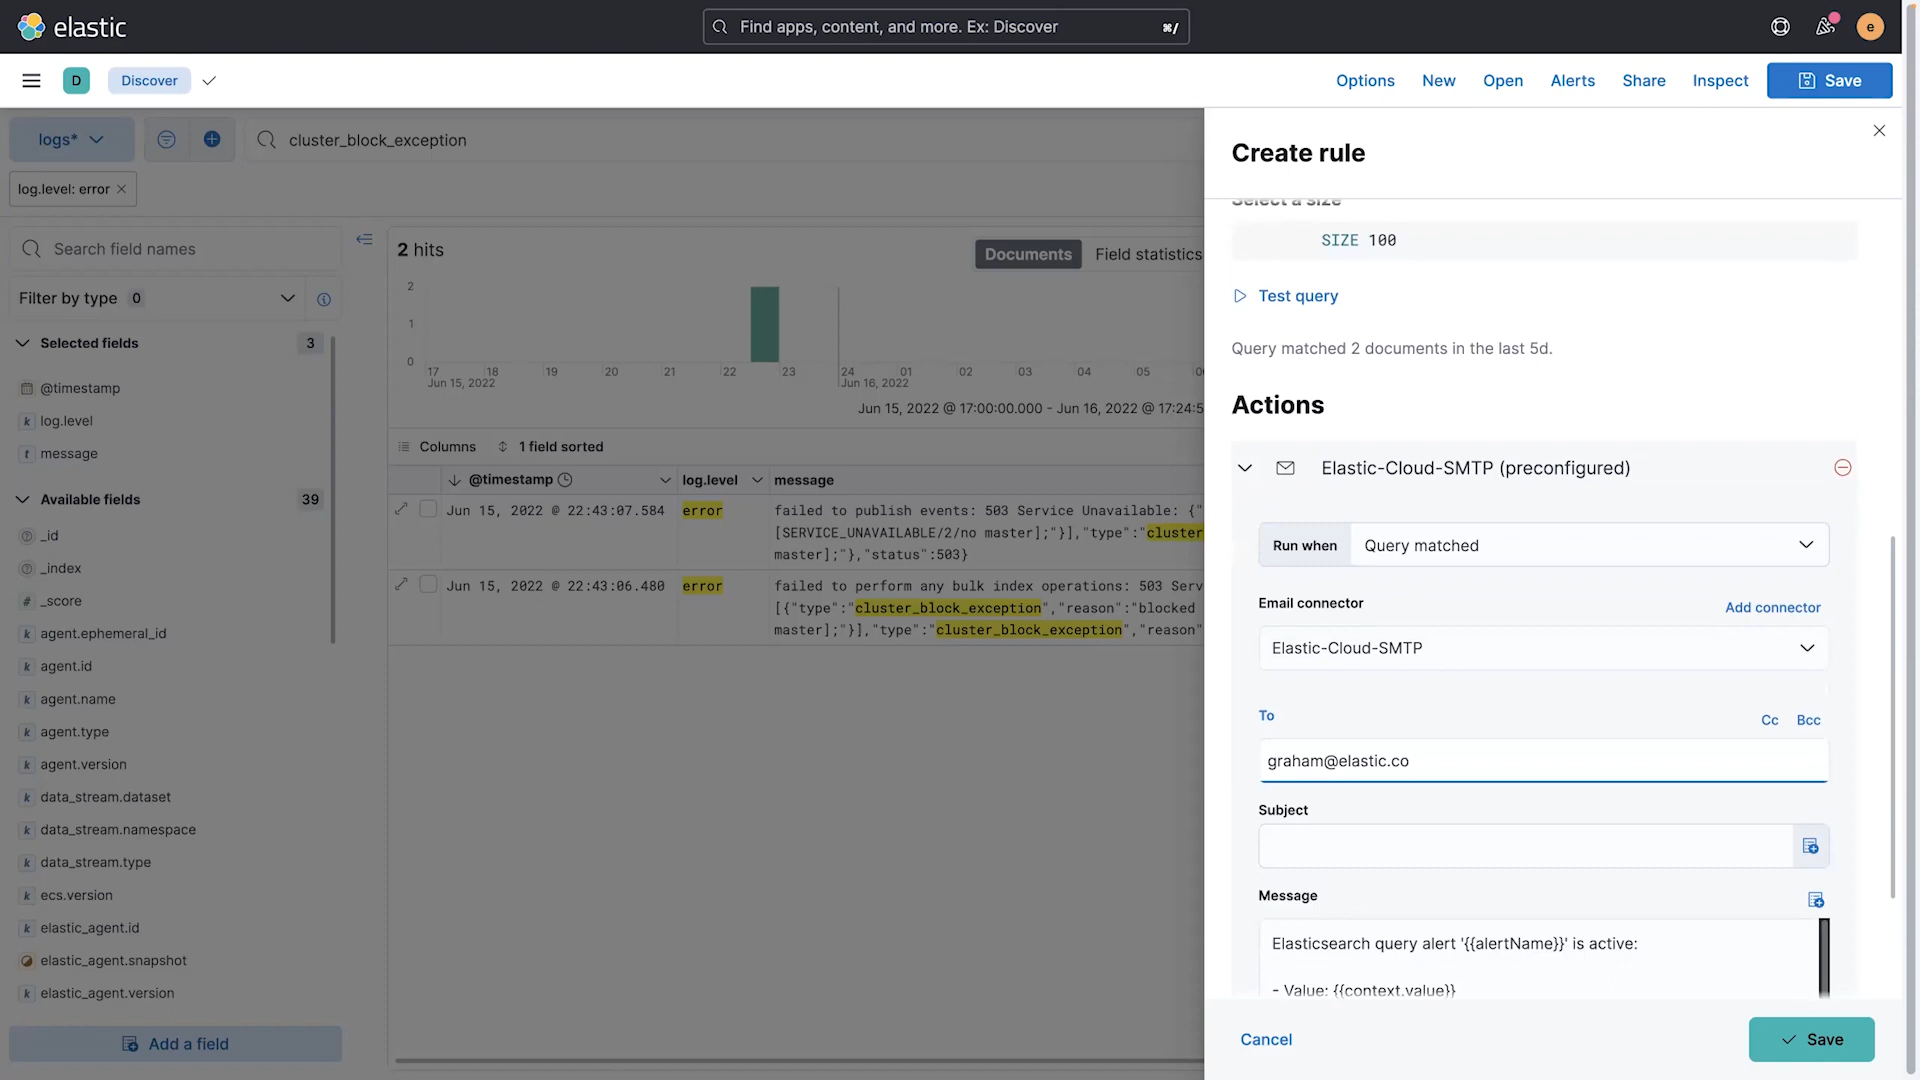 elastic
Find apps, content, and more. Ex: Discover
⌘/
e
D
Discover
Options
New
Open
Alerts
Share
Inspect
Save
logs*
cluster_block_exception
log.level: error
Search field names
Filter by type 0
Selected fields 3
@timestamp
k log.level
t message
Available fields 39
_id
_index
# _score
k agent.ephemeral_id
k agent.id
k agent.name
k agent.type
k agent.version
k data_stream.dataset
k data_stream.namespace
k data_stream.type
k ecs.version
k elastic_agent.id
elastic_agent.snapshot
k elastic_agent.version
Add a field
2 hits
Documents
Field statistics
2
1
0
17 18 19 20 21 22 23 24 01 02 03 04 05
Jun 15, 2022 Jun 16, 2022
Jun 15, 2022 @ 17:00:00.000 - Jun 16, 2022 @ 17:24:5
Columns
1 field sorted
@timestamp
log.level
message
Jun 15, 2022 @ 22:43:07.584 error failed to publish events: 503 Service Unavailable: {"
[SERVICE_UNAVAILABLE/2/no master];"}],"type":"cluster_
master];"},"status":503}
Jun 15, 2022 @ 22:43:06.480 error failed to perform any bulk index operations: 503 Serv
[{"type":"cluster_block_exception","reason":"blocked
master];"}],"type":"cluster_block_exception","reason"
Create rule
Select a size
SIZE 100
Test query
Query matched 2 documents in the last 5d.
Actions
Elastic-Cloud-SMTP (preconfigured)
Run when
Query matched
Email connector
Add connector
Elastic-Cloud-SMTP
To
Cc
Bcc
graham@elastic.co
Subject
Message
Elasticsearch query alert '{{alertName}}' is active:
- Value: {{context.value}}
Cancel
Save